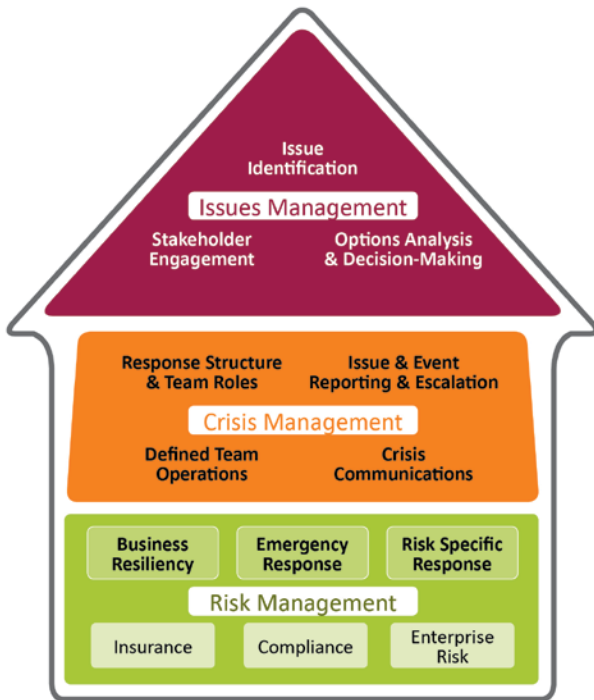 Issue
Identification
Issues Management
Stakeholder
Engagement
Options Analysis
& Decision-Making
Response Structure
& Team Roles
Issue & Event
Reporting & Escalation
Crisis Management
Defined Team
Operations
Crisis
Communications
Business
Resiliency
Emergency
Response
Risk Specific
Response
Risk Management
Insurance
Compliance
Enterprise
Risk